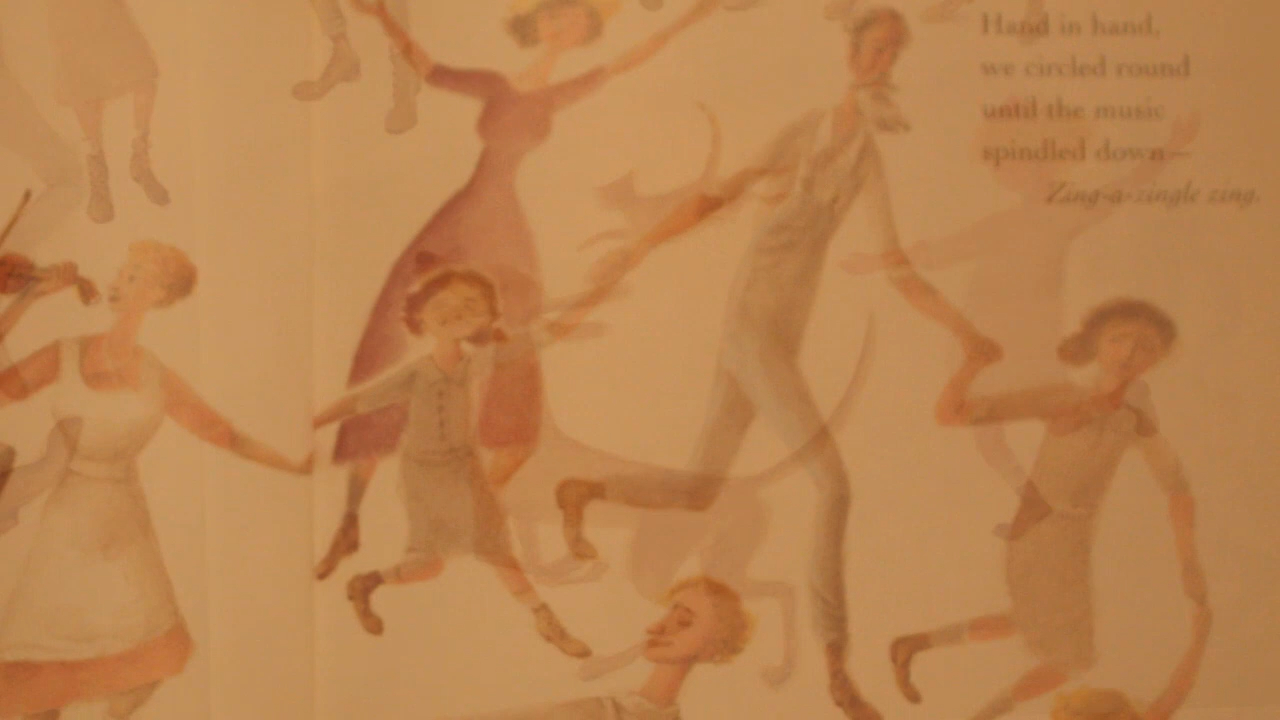 Hand in hand,
we circled round
until the music
spindled down—
Zing-a-zingle zing.